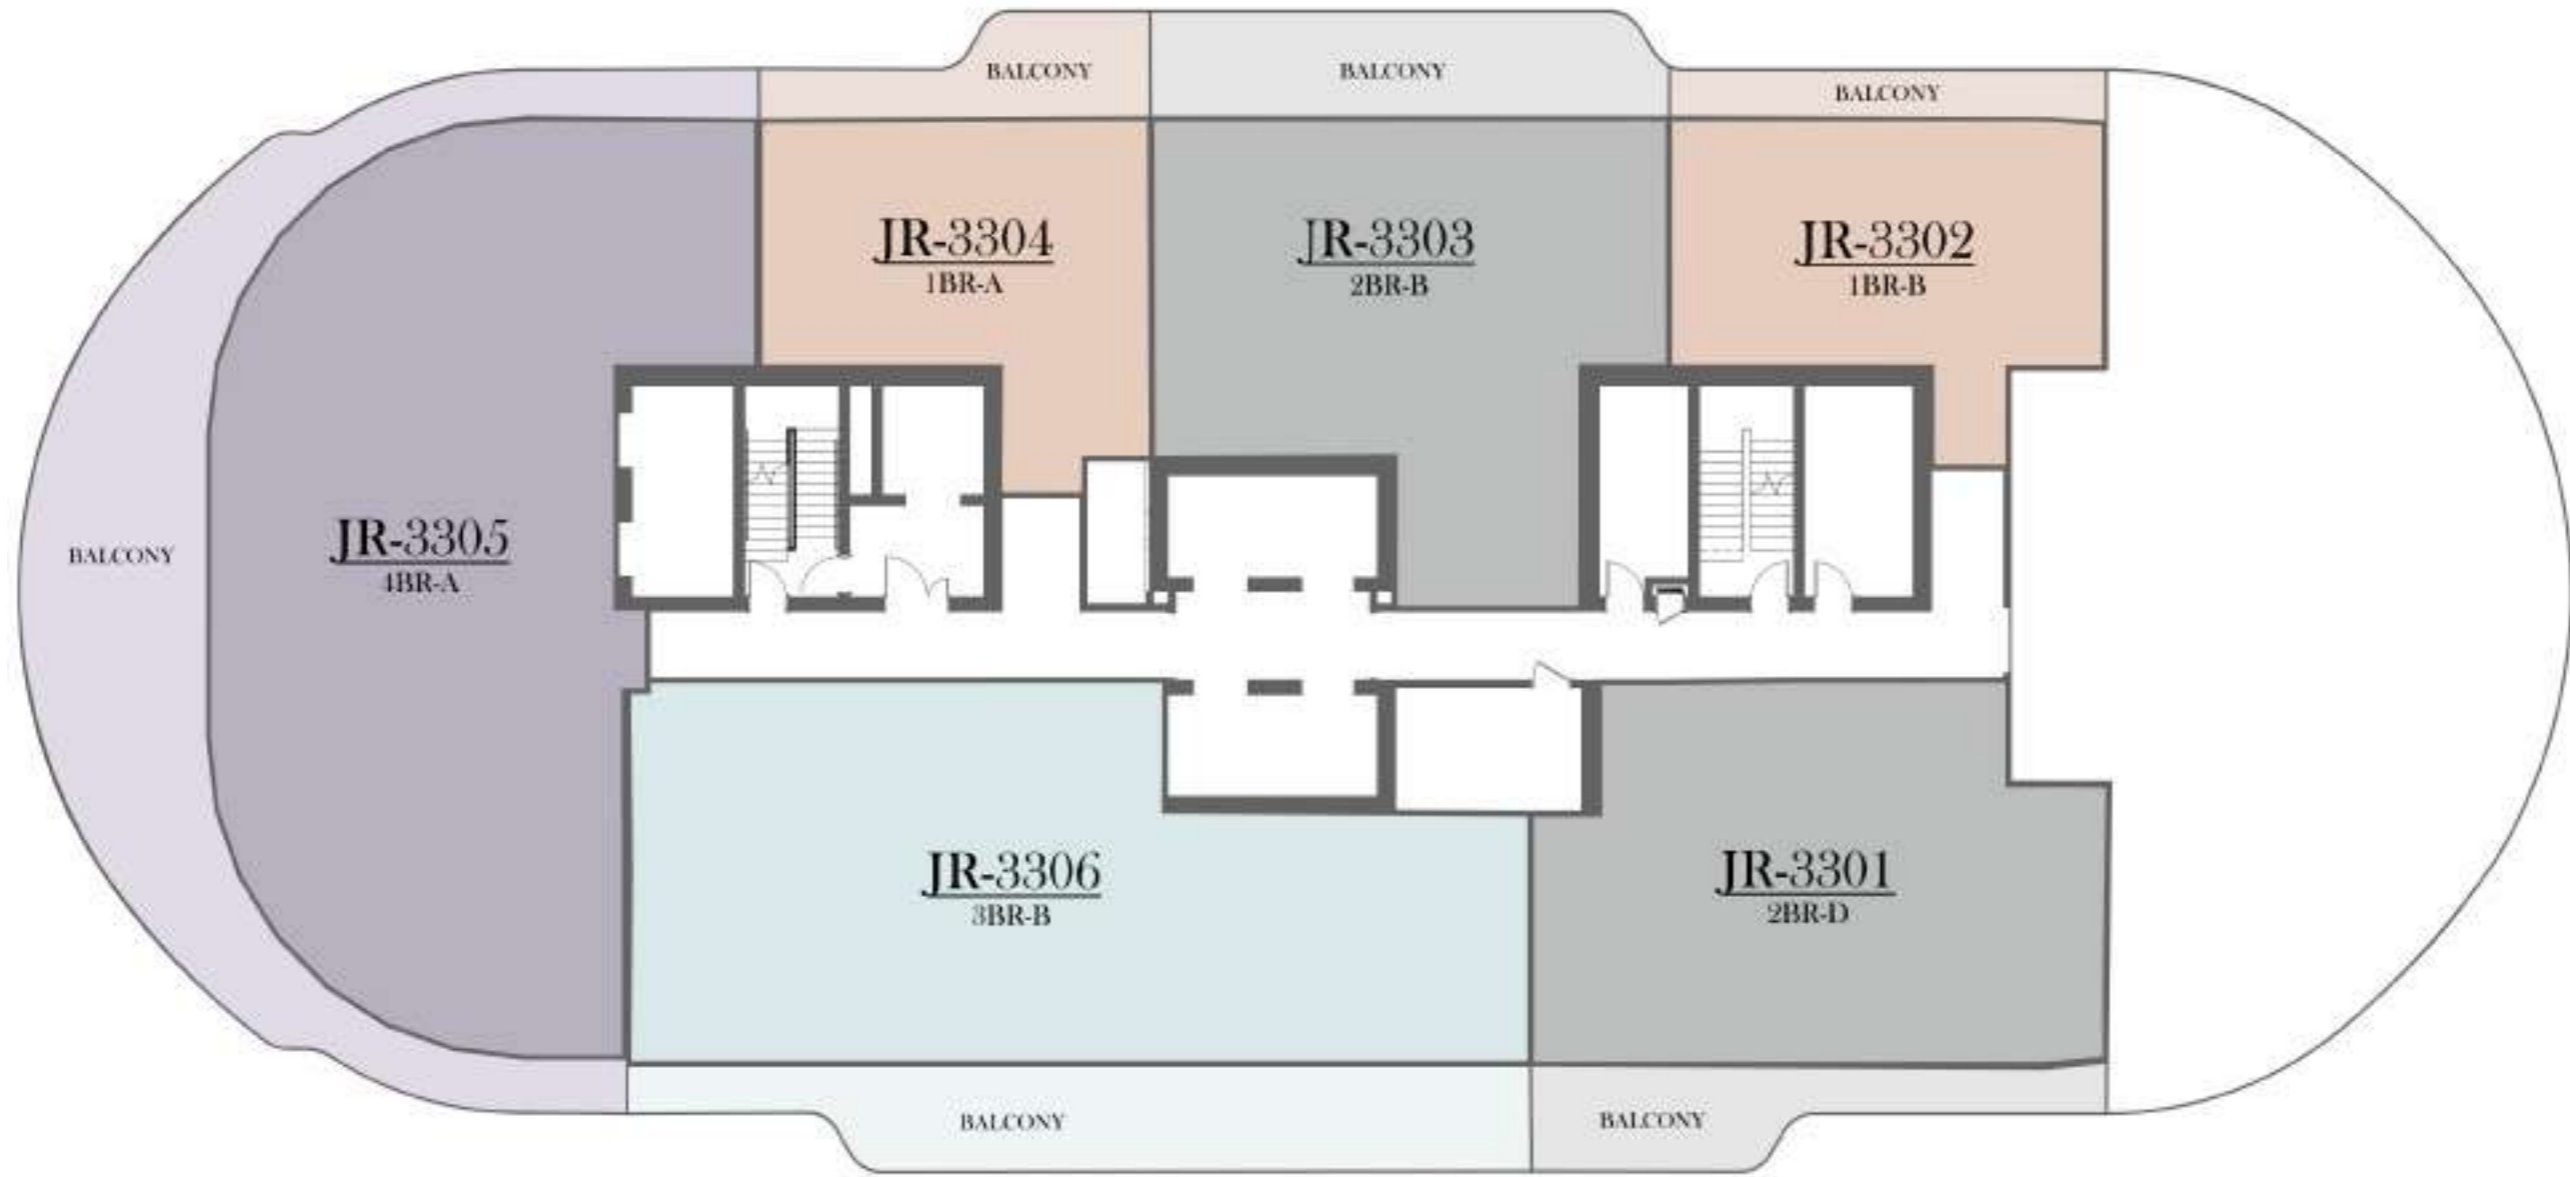 BALCONY
BALCONY
BALCONY
JR-3304
1BR-A
JR-3303
2BR-B
JR-3302
1BR-B
JR-3305
4BR-A
BALCONY
JR-3306
3BR-B
JR-3301
2BR-D
BALCONY
BALCONY